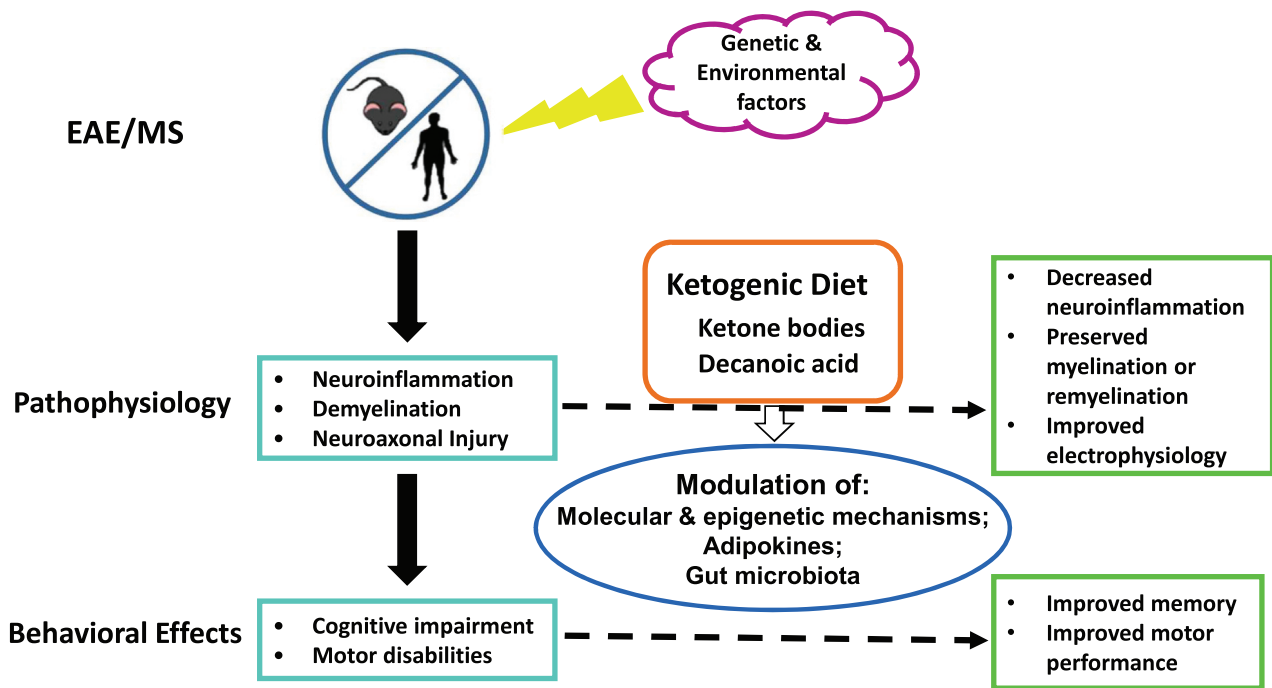 Genetic &
Environmental
factors
EAE/MS
Ketogenic Diet
Ketone bodies
Decanoic acid
• Decreased
neuroinflammation
• Preserved
myelination or
remyelination
• Improved
electrophysiology
Pathophysiology
• Neuroinflammation
• Demyelination
• Neuroaxonal Injury
Modulation of:
Molecular & epigenetic mechanisms;
Adipokines;
Gut microbiota
Behavioral Effects
• Cognitive impairment
• Motor disabilities
• Improved memory
• Improved motor
performance